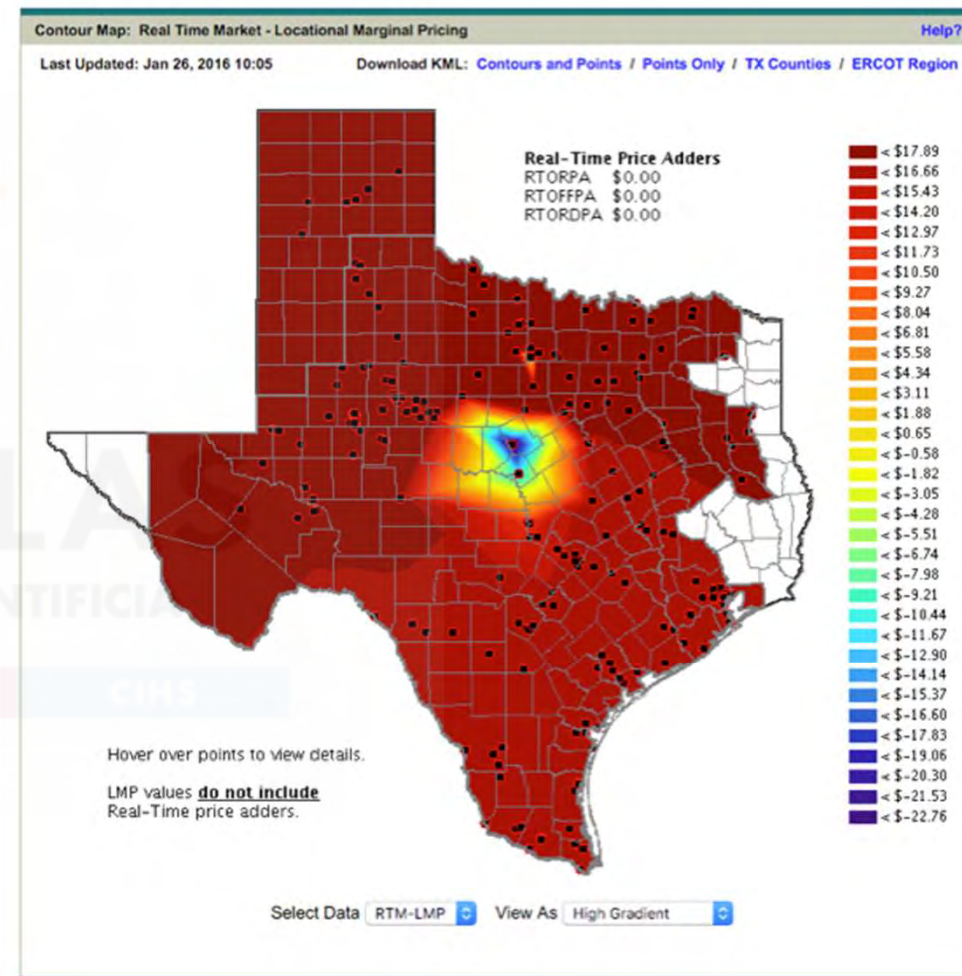 Contour Map: Real Time Market - Locational Marginal Pricing
Help?
Last Updated: Jan 26, 2016 10:05
Download KML: Contours and Points / Points Only / TX Counties / ERCOT Region
Real-Time Price Adders
RTORPA $0.00
RTOFFPA $0.00
RTORDPA $0.00
< $17.89
< $16.66
< $15.43
< $14.20
< $12.97
< $11.73
< $10.50
< $9.27
< $8.04
< $6.81
< $5.58
< $4.34
< $3.11
< $1.88
< $0.65
< $-0.58
< $-1.82
< $-3.05
< $-4.28
< $-5.51
< $-6.74
< $-7.98
< $-9.21
< $-10.44
< $-11.67
< $-12.90
< $-14.14
< $-15.37
< $-16.60
< $-17.83
< $-19.06
< $-20.30
< $-21.53
< $-22.76
CIHS
Hover over points to view details.
LMP values do not include
Real-Time price adders.
Select Data RTM-LMP View As High Gradient